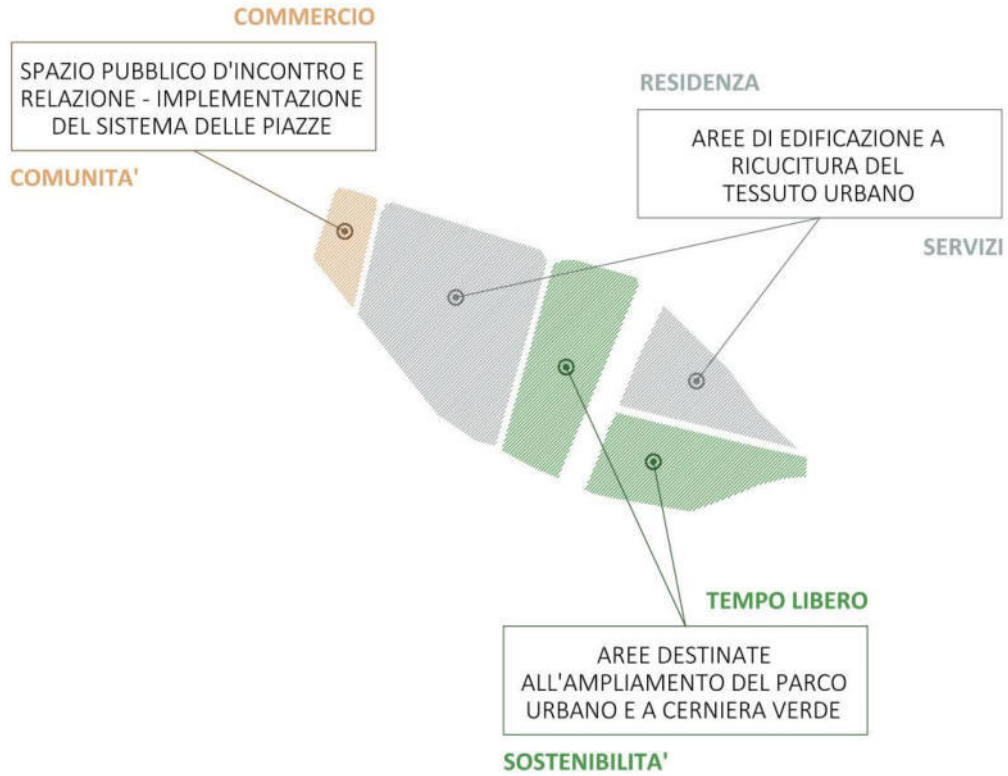 COMMERCIO
SPAZIO PUBBLICO D'INCONTRO E
RELAZIONE - IMPLEMENTAZIONE
DEL SISTEMA DELLE PIAZZE
COMUNITA'
RESIDENZA
AREE DI EDIFICAZIONE A
RICUCITURA DEL
TESSUTO URBANO
SERVIZI
TEMPO LIBERO
AREE DESTINATE
ALL'AMPLIAMENTO DEL PARCO
URBANO E A CERNIERA VERDE
SOSTENIBILITA'